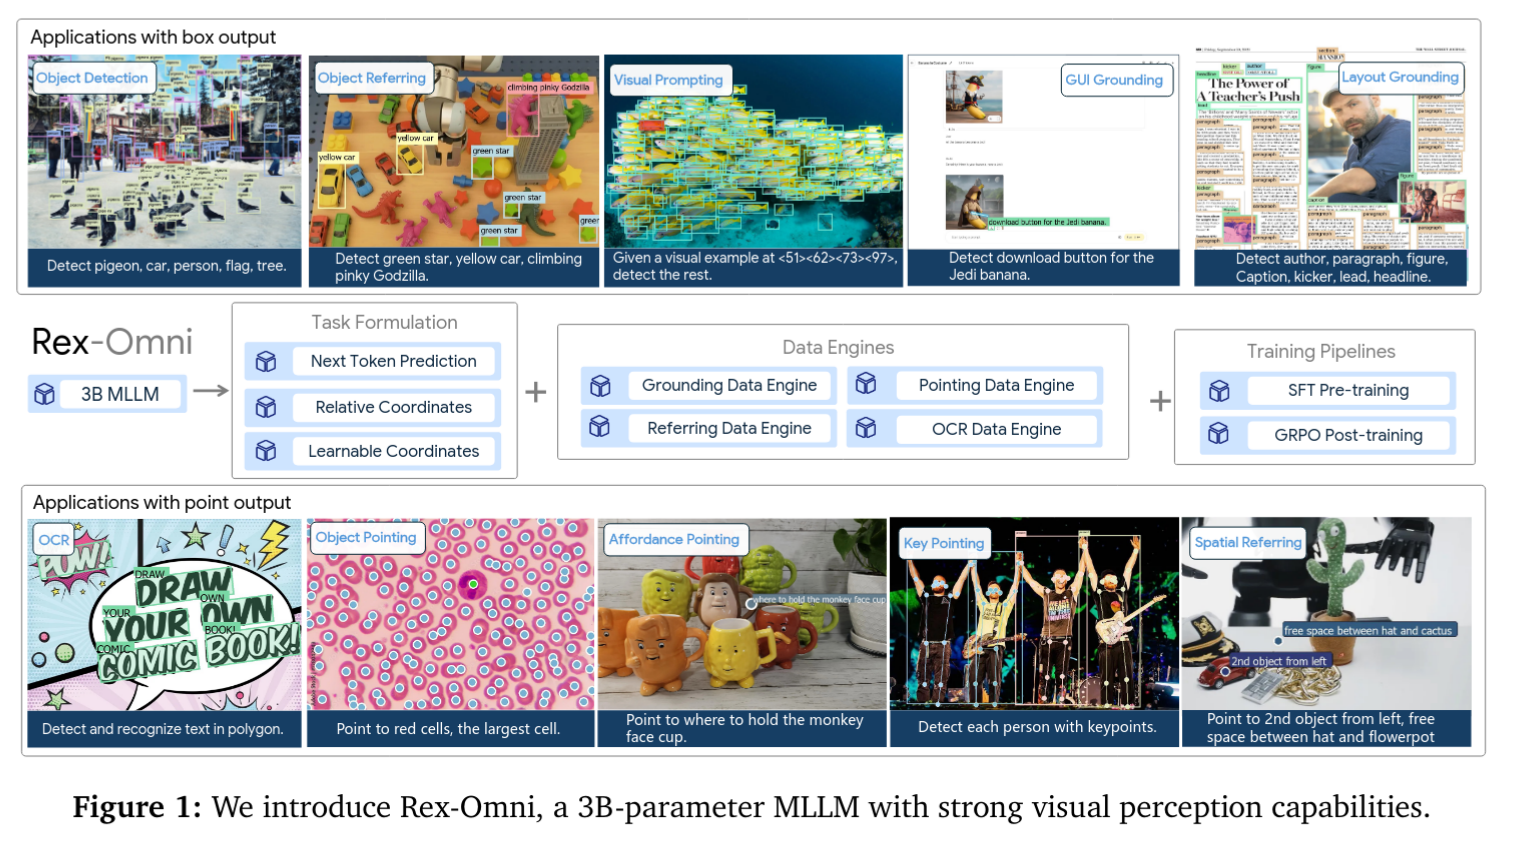 Applications with box output
Object Detection
Object Referring
Visual Prompting
GUI Grounding
Layout Grounding
climbing pinky Godzilla
yellow car
yellow car
green star
green star
green star
green
download button for the Jedi banana.
The Power of
A Teacher's Push
headline
kicker
author
figure
paragraph
paragraph
paragraph
paragraph
paragraph
caption
Detect pigeon, car, person, flag, tree.
Detect green star, yellow car, climbing
pinky Godzilla.
Given a visual example at <51><62><73><97>,
detect the rest.
Detect download button for the
Jedi banana.
Detect author, paragraph, figure,
Caption, kicker, lead, headline.
Rex-Omni
3B MLLM
Task Formulation
Next Token Prediction
Relative Coordinates
Learnable Coordinates
+
Data Engines
Grounding Data Engine
Pointing Data Engine
Referring Data Engine
OCR Data Engine
+
Training Pipelines
SFT Pre-training
GRPO Post-training
Applications with point output
OCR
Object Pointing
Affordance Pointing
Key Pointing
Spatial Referring
POW!
DRAW
DRAW
YOUR
OWN
YOUR OWN
COMIC
BOOK!
COMIC BOOK!
where to hold the monkey face cup
free space between hat and cactus
2nd object from left
Detect and recognize text in polygon.
Point to red cells, the largest cell.
Point to where to hold the monkey
face cup.
Detect each person with keypoints.
Point to 2nd object from left, free
space between hat and flowerpot
Figure 1: We introduce Rex-Omni, a 3B-parameter MLLM with strong visual perception capabilities.